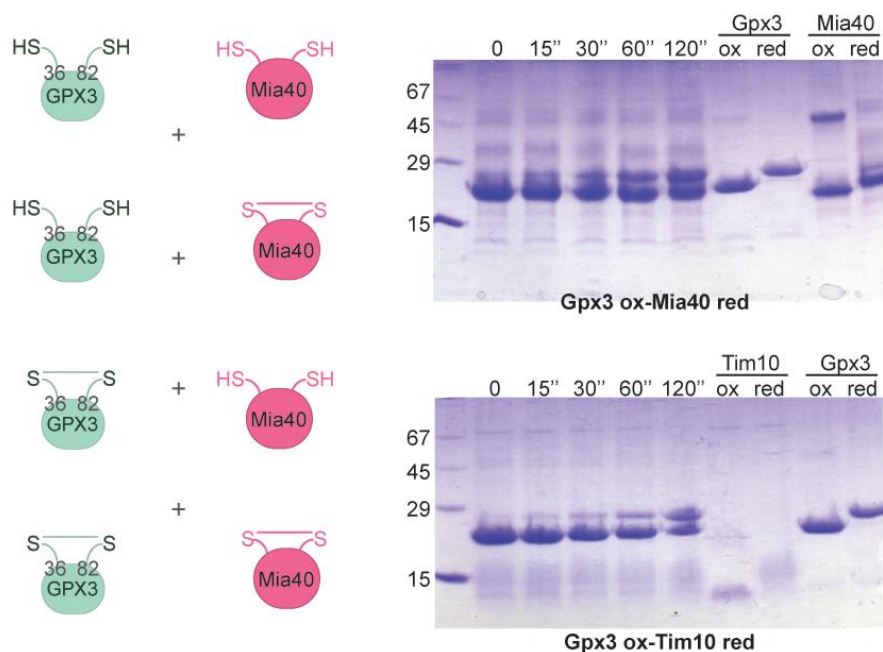 HS SH HS SH
36 82
GPX3 Mia40
+
HS SH S S
36 82
GPX3 + Mia40
S S + HS SH
36 82
GPX3 Mia40
+
S S S S
36 82
GPX3 Mia40
Gpx3 Mia40
0 15’’ 30’’ 60’’ 120’’ ox red ox red
67
45
29
15
Gpx3 ox-Mia40 red
Tim10 Gpx3
0 15’’ 30’’ 60’’ 120’’ ox red ox red
67
45
29
15
Gpx3 ox-Tim10 red